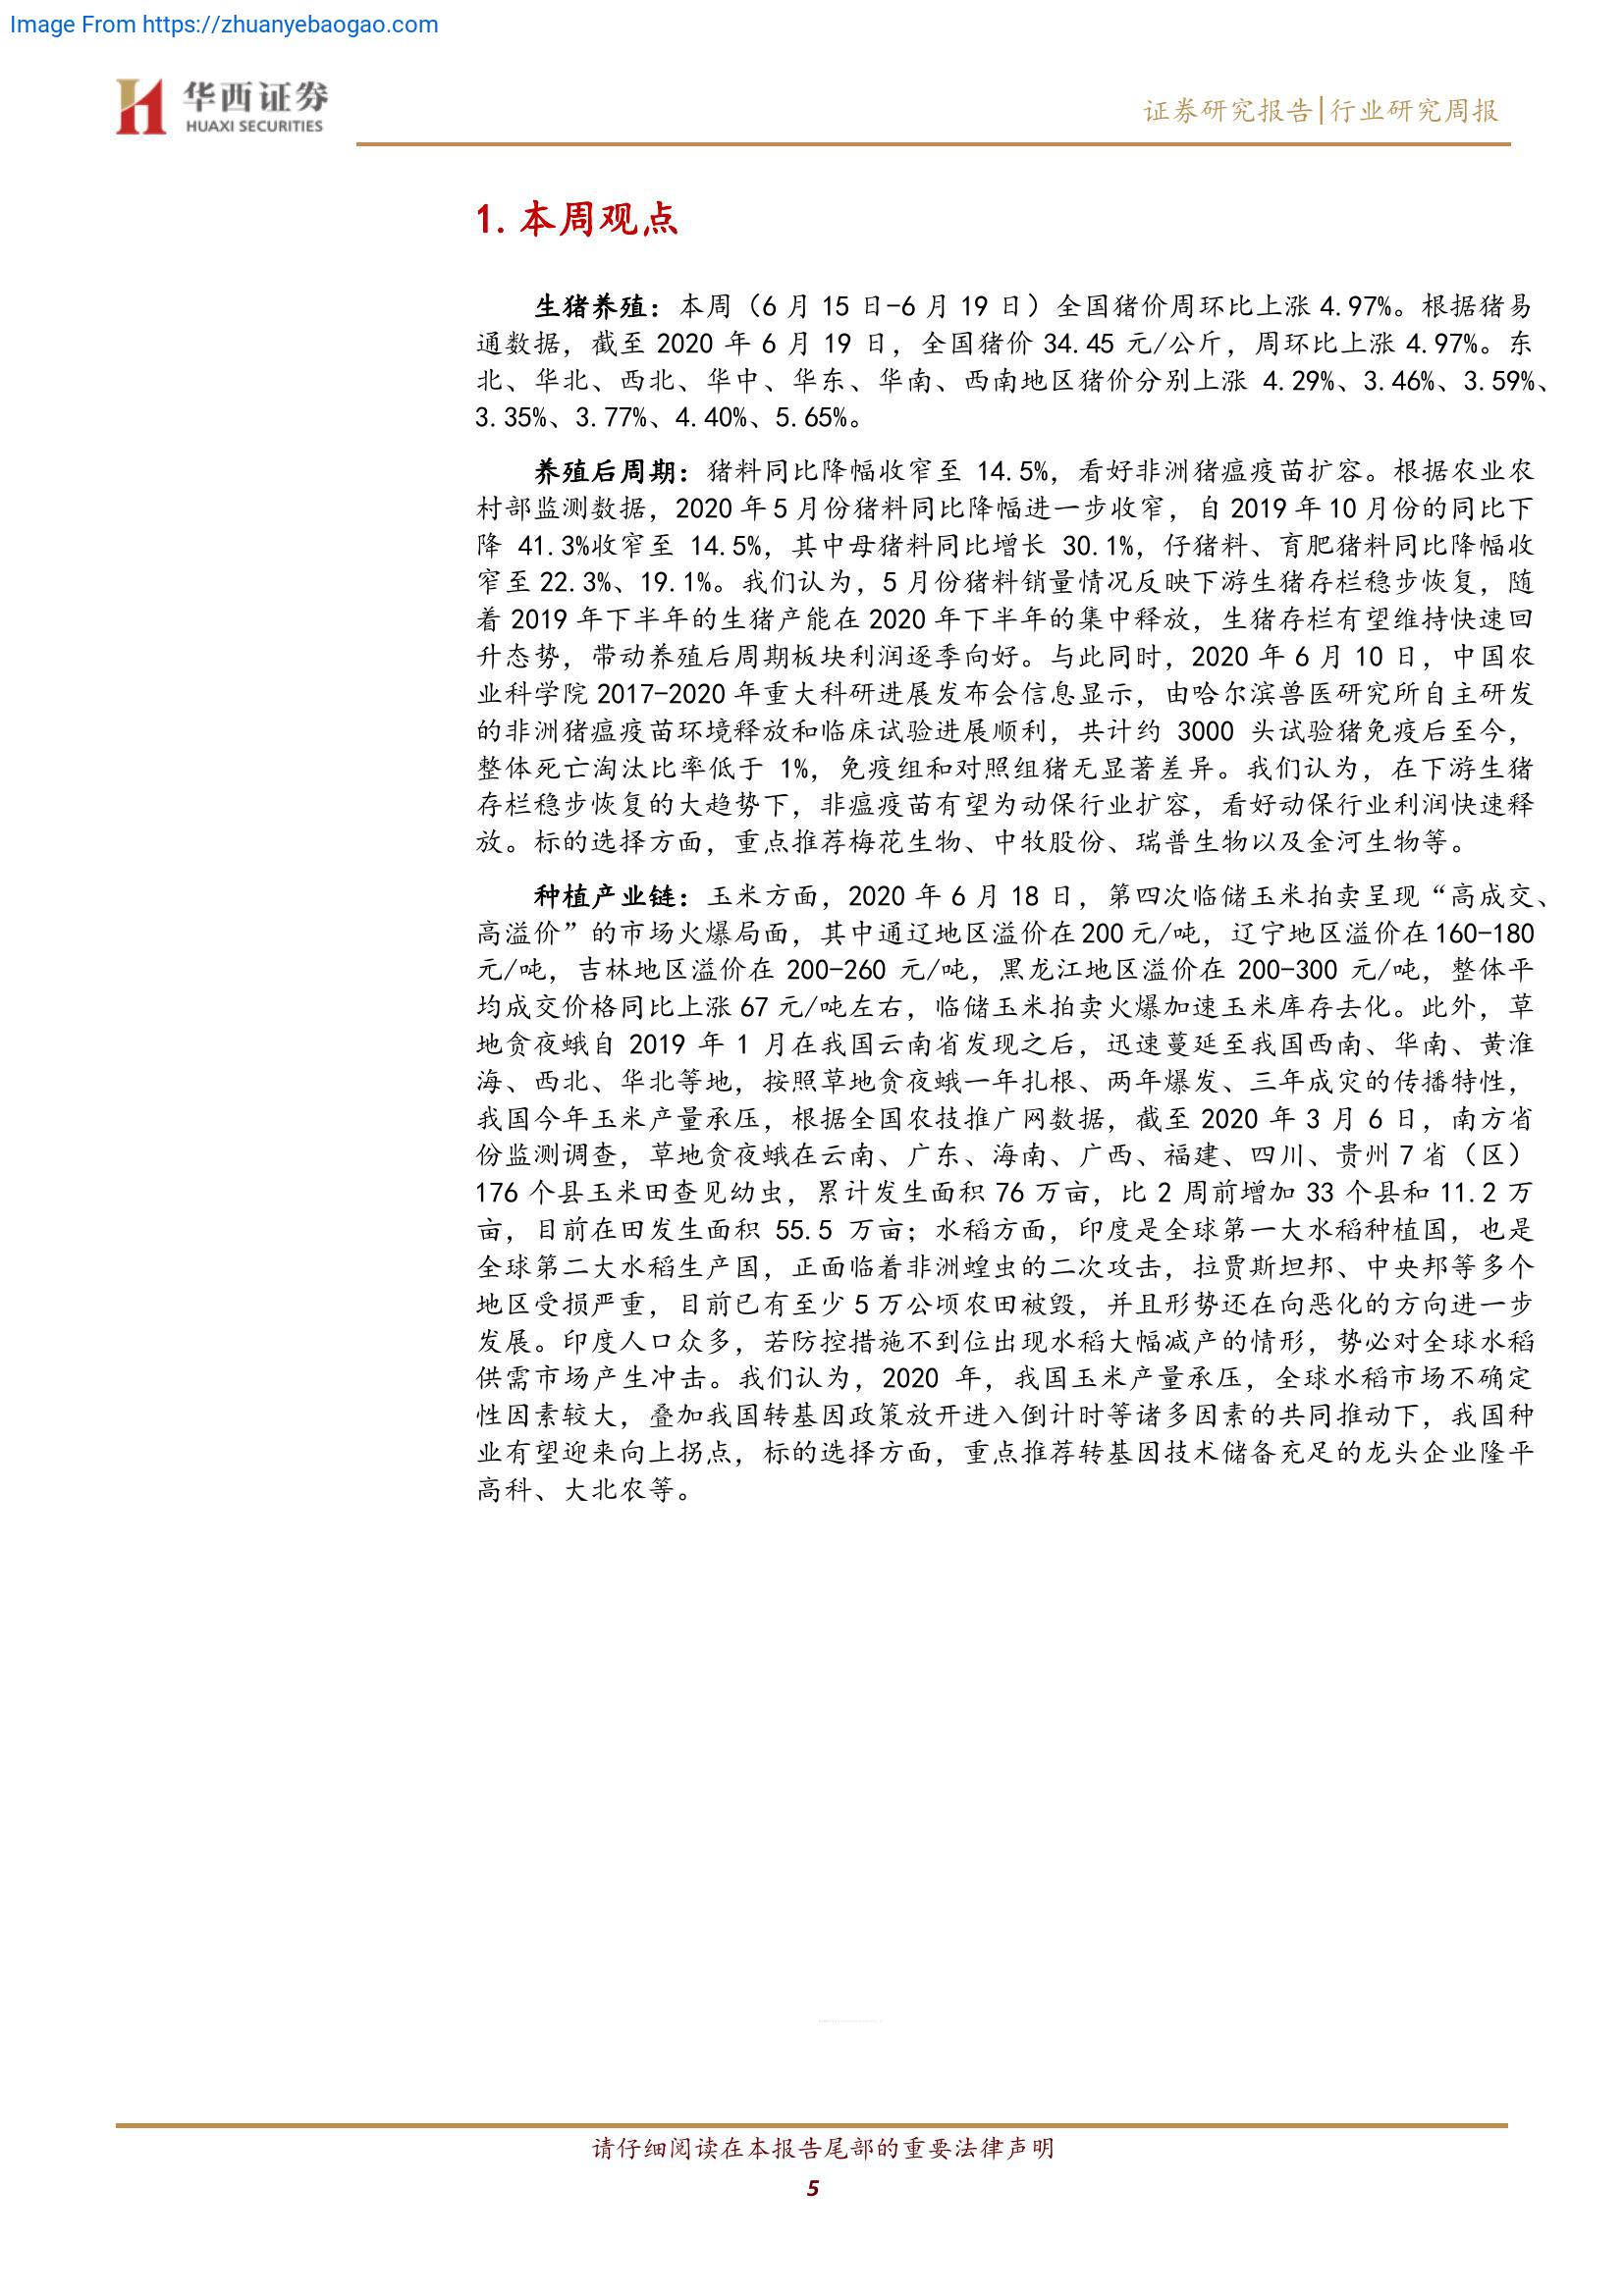 Image From https://zhuanyebaogao.com
华西证券
HUAXI SECURITIES
证券研究报告|行业研究周报
1. 本周观点
生猪养殖：本周（6 月 15 日-6 月 19 日）全国猪价周环比上涨 4.97%。根据猪易
通数据，截至 2020 年 6 月 19 日，全国猪价 34.45 元/公斤，周环比上涨 4.97%。东
北、华北、西北、华中、华东、华南、西南地区猪价分别上涨 4.29%、3.46%、3.59%、
3.35%、3.77%、4.40%、5.65%。
养殖后周期：猪料同比降幅收窄至 14.5%，看好非洲猪瘟疫苗扩容。根据农业农
村部监测数据，2020 年 5 月份猪料同比降幅进一步收窄，自 2019 年 10 月份的同比下
降 41.3%收窄至 14.5%，其中母猪料同比增长 30.1%，仔猪料、育肥猪料同比降幅收
窄至 22.3%、19.1%。我们认为，5 月份猪料销量情况反映下游生猪存栏稳步恢复，随
着 2019 年下半年的生猪产能在 2020 年下半年的集中释放，生猪存栏有望维持快速回
升态势，带动养殖后周期板块利润逐季向好。与此同时，2020 年 6 月 10 日，中国农
业科学院 2017-2020 年重大科研进展发布会信息显示，由哈尔滨兽医研究所自主研发
的非洲猪瘟疫苗环境释放和临床试验进展顺利，共计约 3000 头试验猪免疫后至今，
整体死亡淘汰比率低于 1%，免疫组和对照组猪无显著差异。我们认为，在下游生猪
存栏稳步恢复的大趋势下，非瘟疫苗有望为动保行业扩容，看好动保行业利润快速释
放。标的选择方面，重点推荐梅花生物、中牧股份、瑞普生物以及金河生物等。
种植产业链：玉米方面，2020 年 6 月 18 日，第四次临储玉米拍卖呈现“高成交、
高溢价”的市场火爆局面，其中通辽地区溢价在 200 元/吨，辽宁地区溢价在 160-180
元/吨，吉林地区溢价在 200-260 元/吨，黑龙江地区溢价在 200-300 元/吨，整体平
均成交价格同比上涨 67 元/吨左右，临储玉米拍卖火爆加速玉米库存去化。此外，草
地贪夜蛾自 2019 年 1 月在我国云南省发现之后，迅速蔓延至我国西南、华南、黄淮
海、西北、华北等地，按照草地贪夜蛾一年扎根、两年爆发、三年成灾的传播特性，
我国今年玉米产量承压，根据全国农技推广网数据，截至 2020 年 3 月 6 日，南方省
份监测调查，草地贪夜蛾在云南、广东、海南、广西、福建、四川、贵州 7 省（区）
176 个县玉米田查见幼虫，累计发生面积 76 万亩，比 2 周前增加 33 个县和 11.2 万
亩，目前在田发生面积 55.5 万亩；水稻方面，印度是全球第一大水稻种植国，也是
全球第二大水稻生产国，正面临着非洲蝗虫的二次攻击，拉贾斯坦邦、中央邦等多个
地区受损严重，目前已有至少 5 万公顷农田被毁，并且形势还在向恶化的方向进一步
发展。印度人口众多，若防控措施不到位出现水稻大幅减产的情形，势必对全球水稻
供需市场产生冲击。我们认为，2020 年，我国玉米产量承压，全球水稻市场不确定
性因素较大，叠加我国转基因政策放开进入倒计时等诸多因素的共同推动下，我国种
业有望迎来向上拐点，标的选择方面，重点推荐转基因技术储备充足的龙头企业隆平
高科、大北农等。
请仔细阅读在本报告尾部的重要法律声明
5